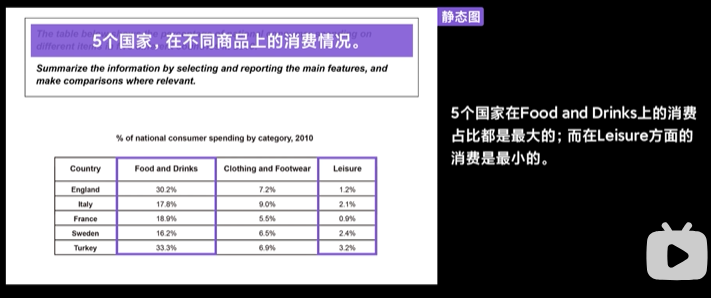 静态图
The table below
5个国家，在不同商品上的消费情况。
on
different ite
Summarize the information by selecting and reporting the main features, and
make comparisons where relevant.
5个国家在Food and Drinks上的消费
占比都是最大的；而在Leisure方面的
消费是最小的。
% of national consumer spending by category, 2010
Country Food and Drinks Clothing and Footwear Leisure
England 30.2% 7.2% 1.2%
Italy 17.8% 9.0% 2.1%
France 18.9% 5.5% 0.9%
Sweden 16.2% 6.5% 2.4%
Turkey 33.3% 6.9% 3.2%